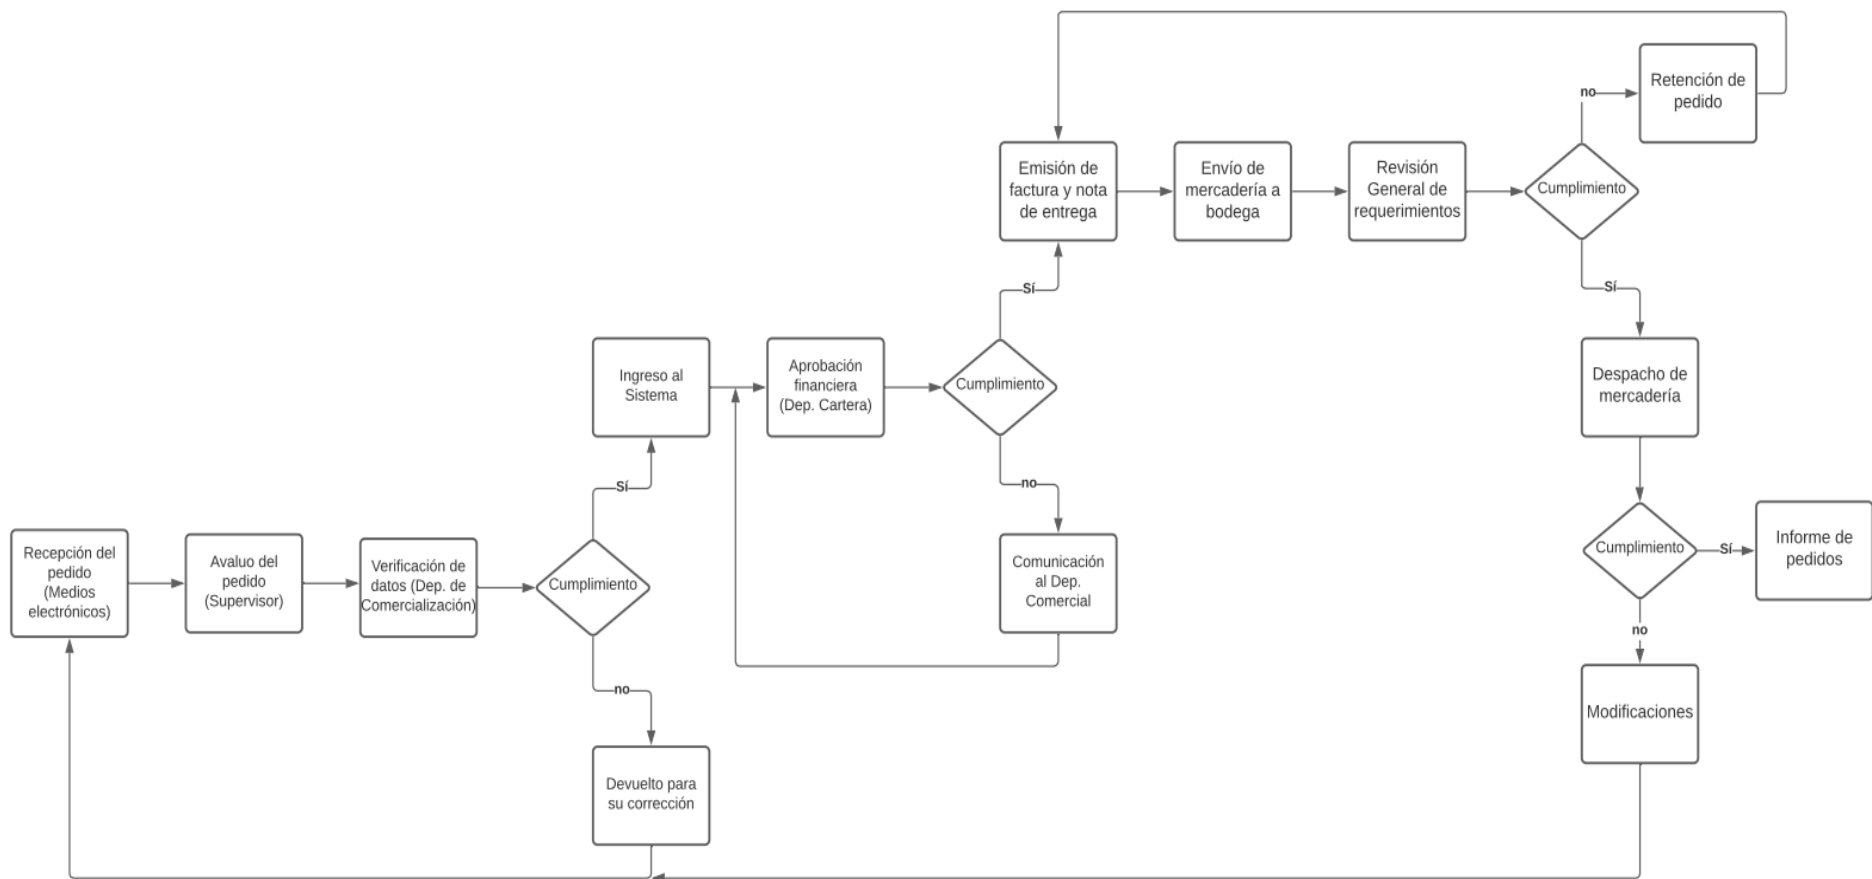 Retención de
pedido
no
Emisión de
factura y nota
de entrega
Envío de
mercadería a
bodega
Revisión
General de
requerimientos
Cumplimiento
Sí
Sí
Ingreso al
Sistema
Aprobación
financiera
(Dep. Cartera)
Cumplimiento
Despacho de
mercadería
no
Sí
Recepción del
pedido
(Medios
electrónicos)
Avaluo del
pedido
(Supervisor)
Verificación de
datos (Dep. de
Comercialización)
Cumplimiento
Comunicación
al Dep.
Comercial
Cumplimiento
Sí
Informe de
pedidos
no
no
Modificaciones
Devuelto para
su corrección